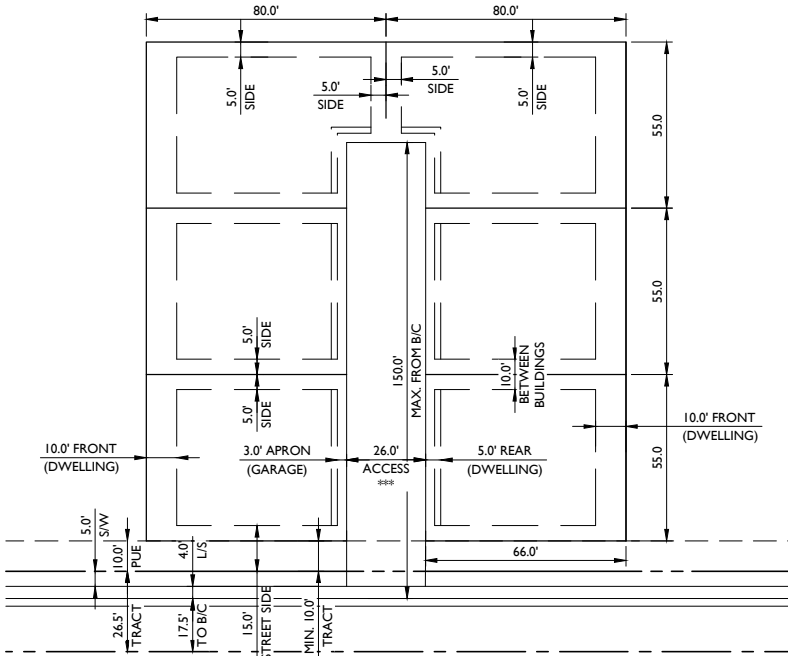 80.0'
80.0'
5.0'
SIDE
5.0'
SIDE
5.0'
SIDE
5.0'
SIDE
55.0
55.0
150.0'
MAX. FROM B/C
5.0'
SIDE
5.0'
SIDE
10.0'
BETWEEN
BUILDINGS
55.0
10.0' FRONT
(DWELLING)
3.0' APRON
(GARAGE)
26.0'
ACCESS
***
5.0' REAR
(DWELLING)
10.0' FRONT
(DWELLING)
5.0'
S/W
10.0'
PUE
4.0'
L/S
66.0'
26.5'
TRACT
17.5'
TO B/C
15.0'
STREET SIDE
MIN. 10.0'
TRACT